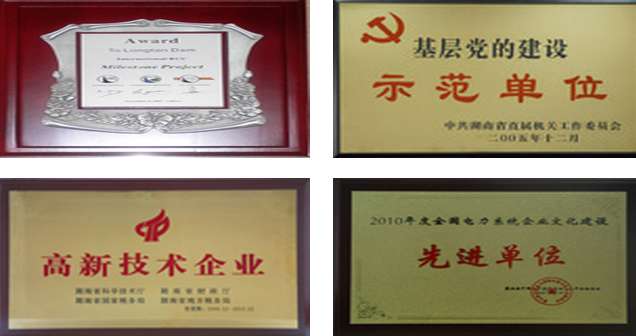 Award
To Longtan Dam
International RCC
Milestone Project
基层党的建设
示范单位
中共湖南省直属机关工作委员会
二00五年十二月
高新技术企业
湖南省科学技术厅 湖南省财政厅
湖南省国家税务局 湖南省地方税务局
2010年度全国电力系统企业文化建设
先进单位